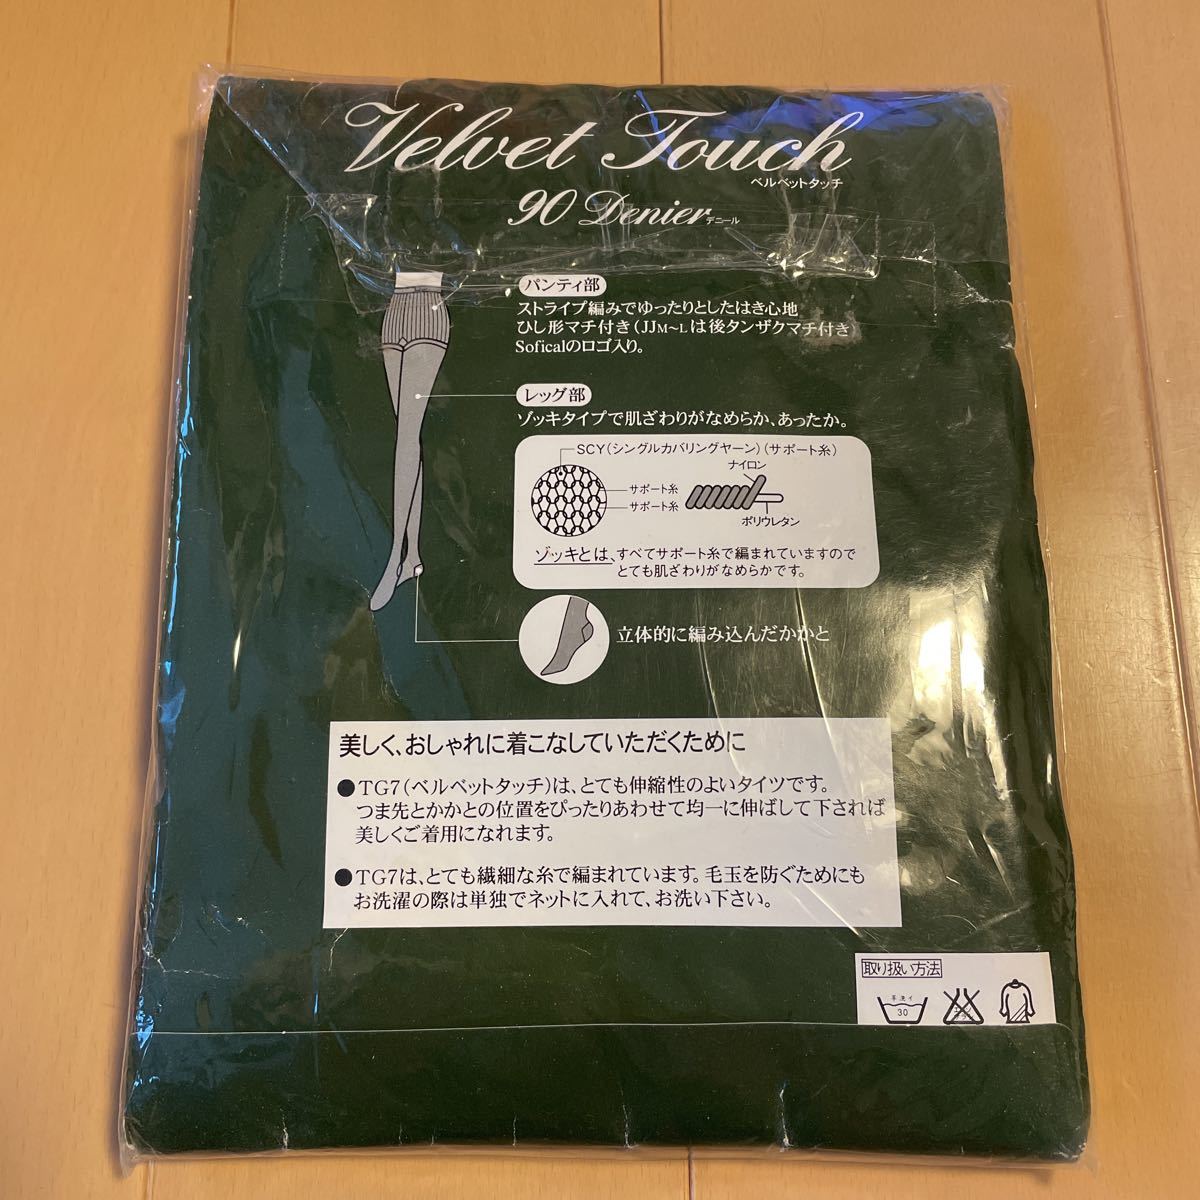 Velvet Touch
ベルベットタッチ
90 Denier デニール
パンティ部
ストライプ編みでゆったりとしたはき心地
ひし形マチ付き(JJM~Lは後タンザクマチ付き)
Soficalのロゴ入り。
レッグ部
ゾッキタイプで肌ざわりがなめらか、あったか。
SCY(シングルカバリングヤーン)(サポート糸)
ナイロン
サポート糸
サポート糸
ポリウレタン
ゾッキとは、すべてサポート糸で編まれていますので
とても肌ざわりがなめらかです。
立体的に編み込んだかかと
美しく、おしゃれに着こなしていただくために
●TG7(ベルベットタッチ)は、とても伸縮性のよいタイツです。
つま先とかかとの位置をぴったりあわせて均一に伸ばして下されば
美しくご着用になれます。
●TG7は、とても繊細な糸で編まれています。毛玉を防ぐためにも
お洗濯の際は単独でネットに入れて、お洗い下さい。
取り扱い方法
手洗イ
30